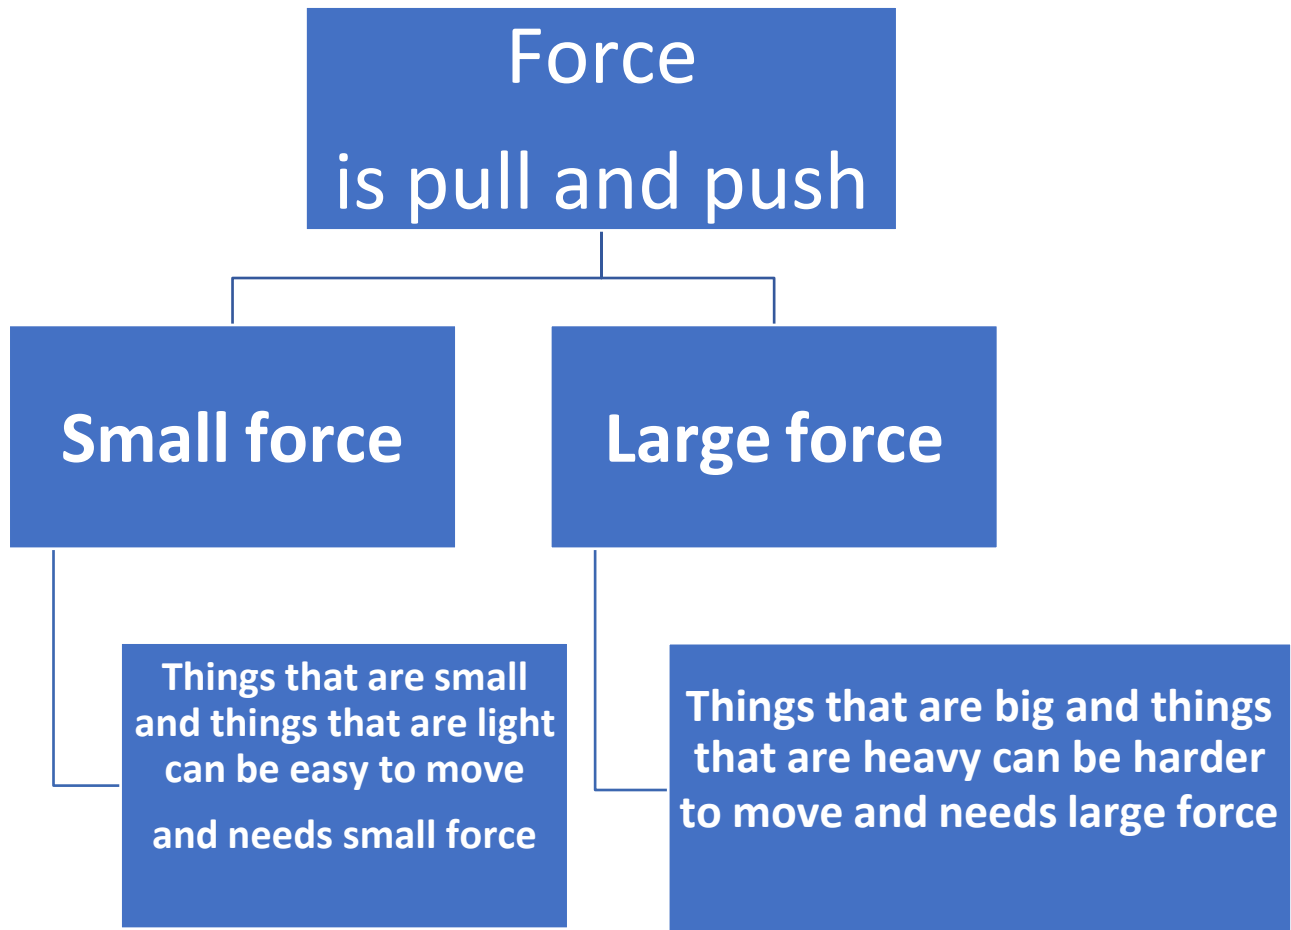 Force
is pull and push
Small force
Large force
Things that are small
and things that are light
can be easy to move
and needs small force
Things that are big and things
that are heavy can be harder
to move and needs large force